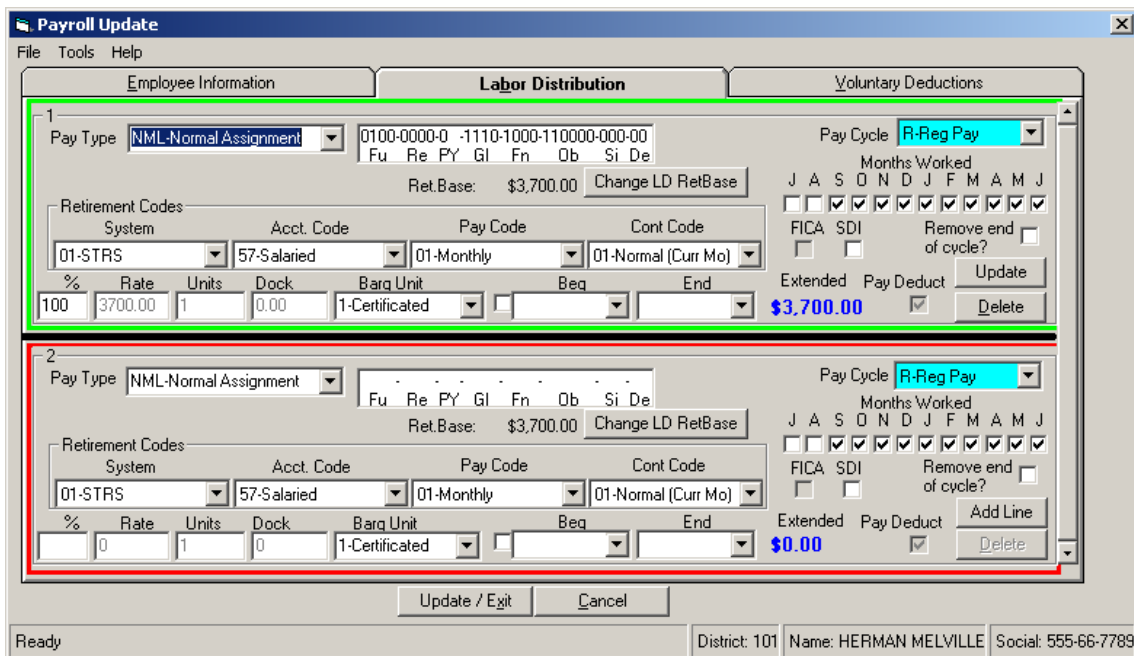 Payroll Update
File Tools Help
Employee Information Labor Distribution Voluntary Deductions
1
Pay Type NML-Normal Assignment 0100-0000-0 -1110-1000-110000-000-00 Pay Cycle R-Reg Pay
Fu Re PY Gl Fn Ob Si De
Months Worked
Ret.Base: $3,700.00 Change LD RetBase J A S O N D J F M A M J
Retirement Codes
System Acct. Code Pay Code Cont Code FICA SDI Remove end
of cycle?
01-STRS 57-Salaried 01-Monthly 01-Normal (Curr Mo)
% Rate Units Dock Barg Unit Beg End Extended Pay Deduct Update
100 3700.00 1 0.00 1-Certificated $3,700.00 Delete
2
Pay Type NML-Normal Assignment - - - - - - - Pay Cycle R-Reg Pay
Fu Re PY Gl Fn Ob Si De
Months Worked
Ret.Base: $3,700.00 Change LD RetBase J A S O N D J F M A M J
Retirement Codes
System Acct. Code Pay Code Cont Code FICA SDI Remove end
of cycle?
01-STRS 57-Salaried 01-Monthly 01-Normal (Curr Mo)
% Rate Units Dock Barg Unit Beg End Extended Pay Deduct Add Line
0 1 0 1-Certificated $0.00 Delete
Update / Exit Cancel
Ready District: 101 Name: HERMAN MELVILLE Social: 555-66-7789